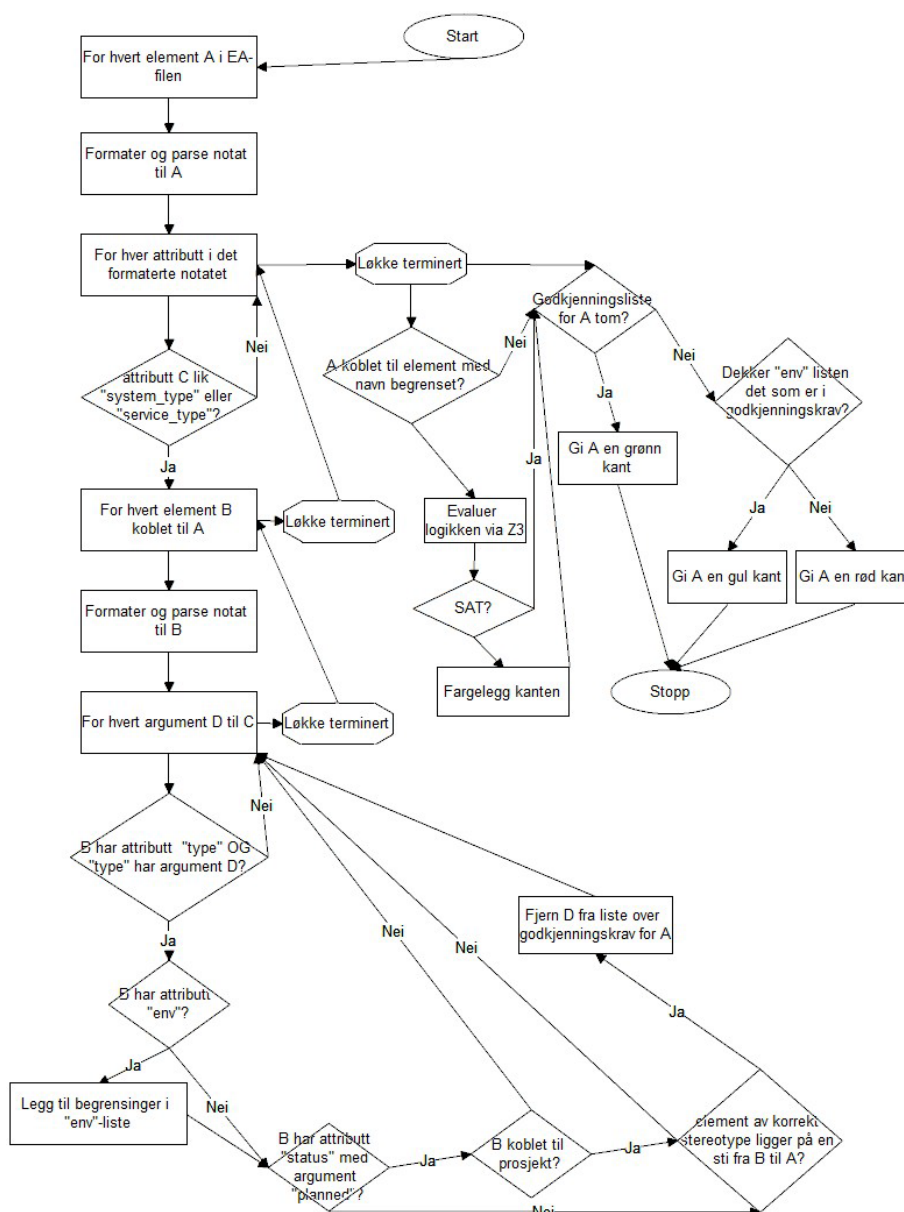 Start
For hvert element A i EA-
filen
Formater og parse notat
til A
For hver attributt i det
formaterte notatet
Løkke terminert
Godkjenningsliste
for A tom?
Nei
Nei
Nei
A koblet til element med
navn begrenset?
Dekker "env" listen
det som er i
godkjenningskrav?
attributt C lik
"system_type" eller
"service_type"?
Ja
Ja
Ja
Gi A en grønn
kant
For hvert element B
koblet til A
Løkke terminert
Evaluer
logikken via Z3
Ja
Nei
Gi A en gul kant
Gi A en rød kant
Formater og parse notat
til B
SAT?
Fargelegg kanten
Stopp
For hvert argument D til C
Løkke terminert
Nei
B har attributt "type" OG
"type" har argument D?
Fjern D fra liste over
godkjenningskrav for A
Nei
Nei
Ja
B har attributt
"env"?
Ja
Ja
Nei
Legg til begrensinger i
"env"-liste
B har attributt
"status" med
argument
"planned"?
Ja
B koblet til
prosjekt?
Ja
element av korrekt
stereotype ligger på en
sti fra B til A?
Nei